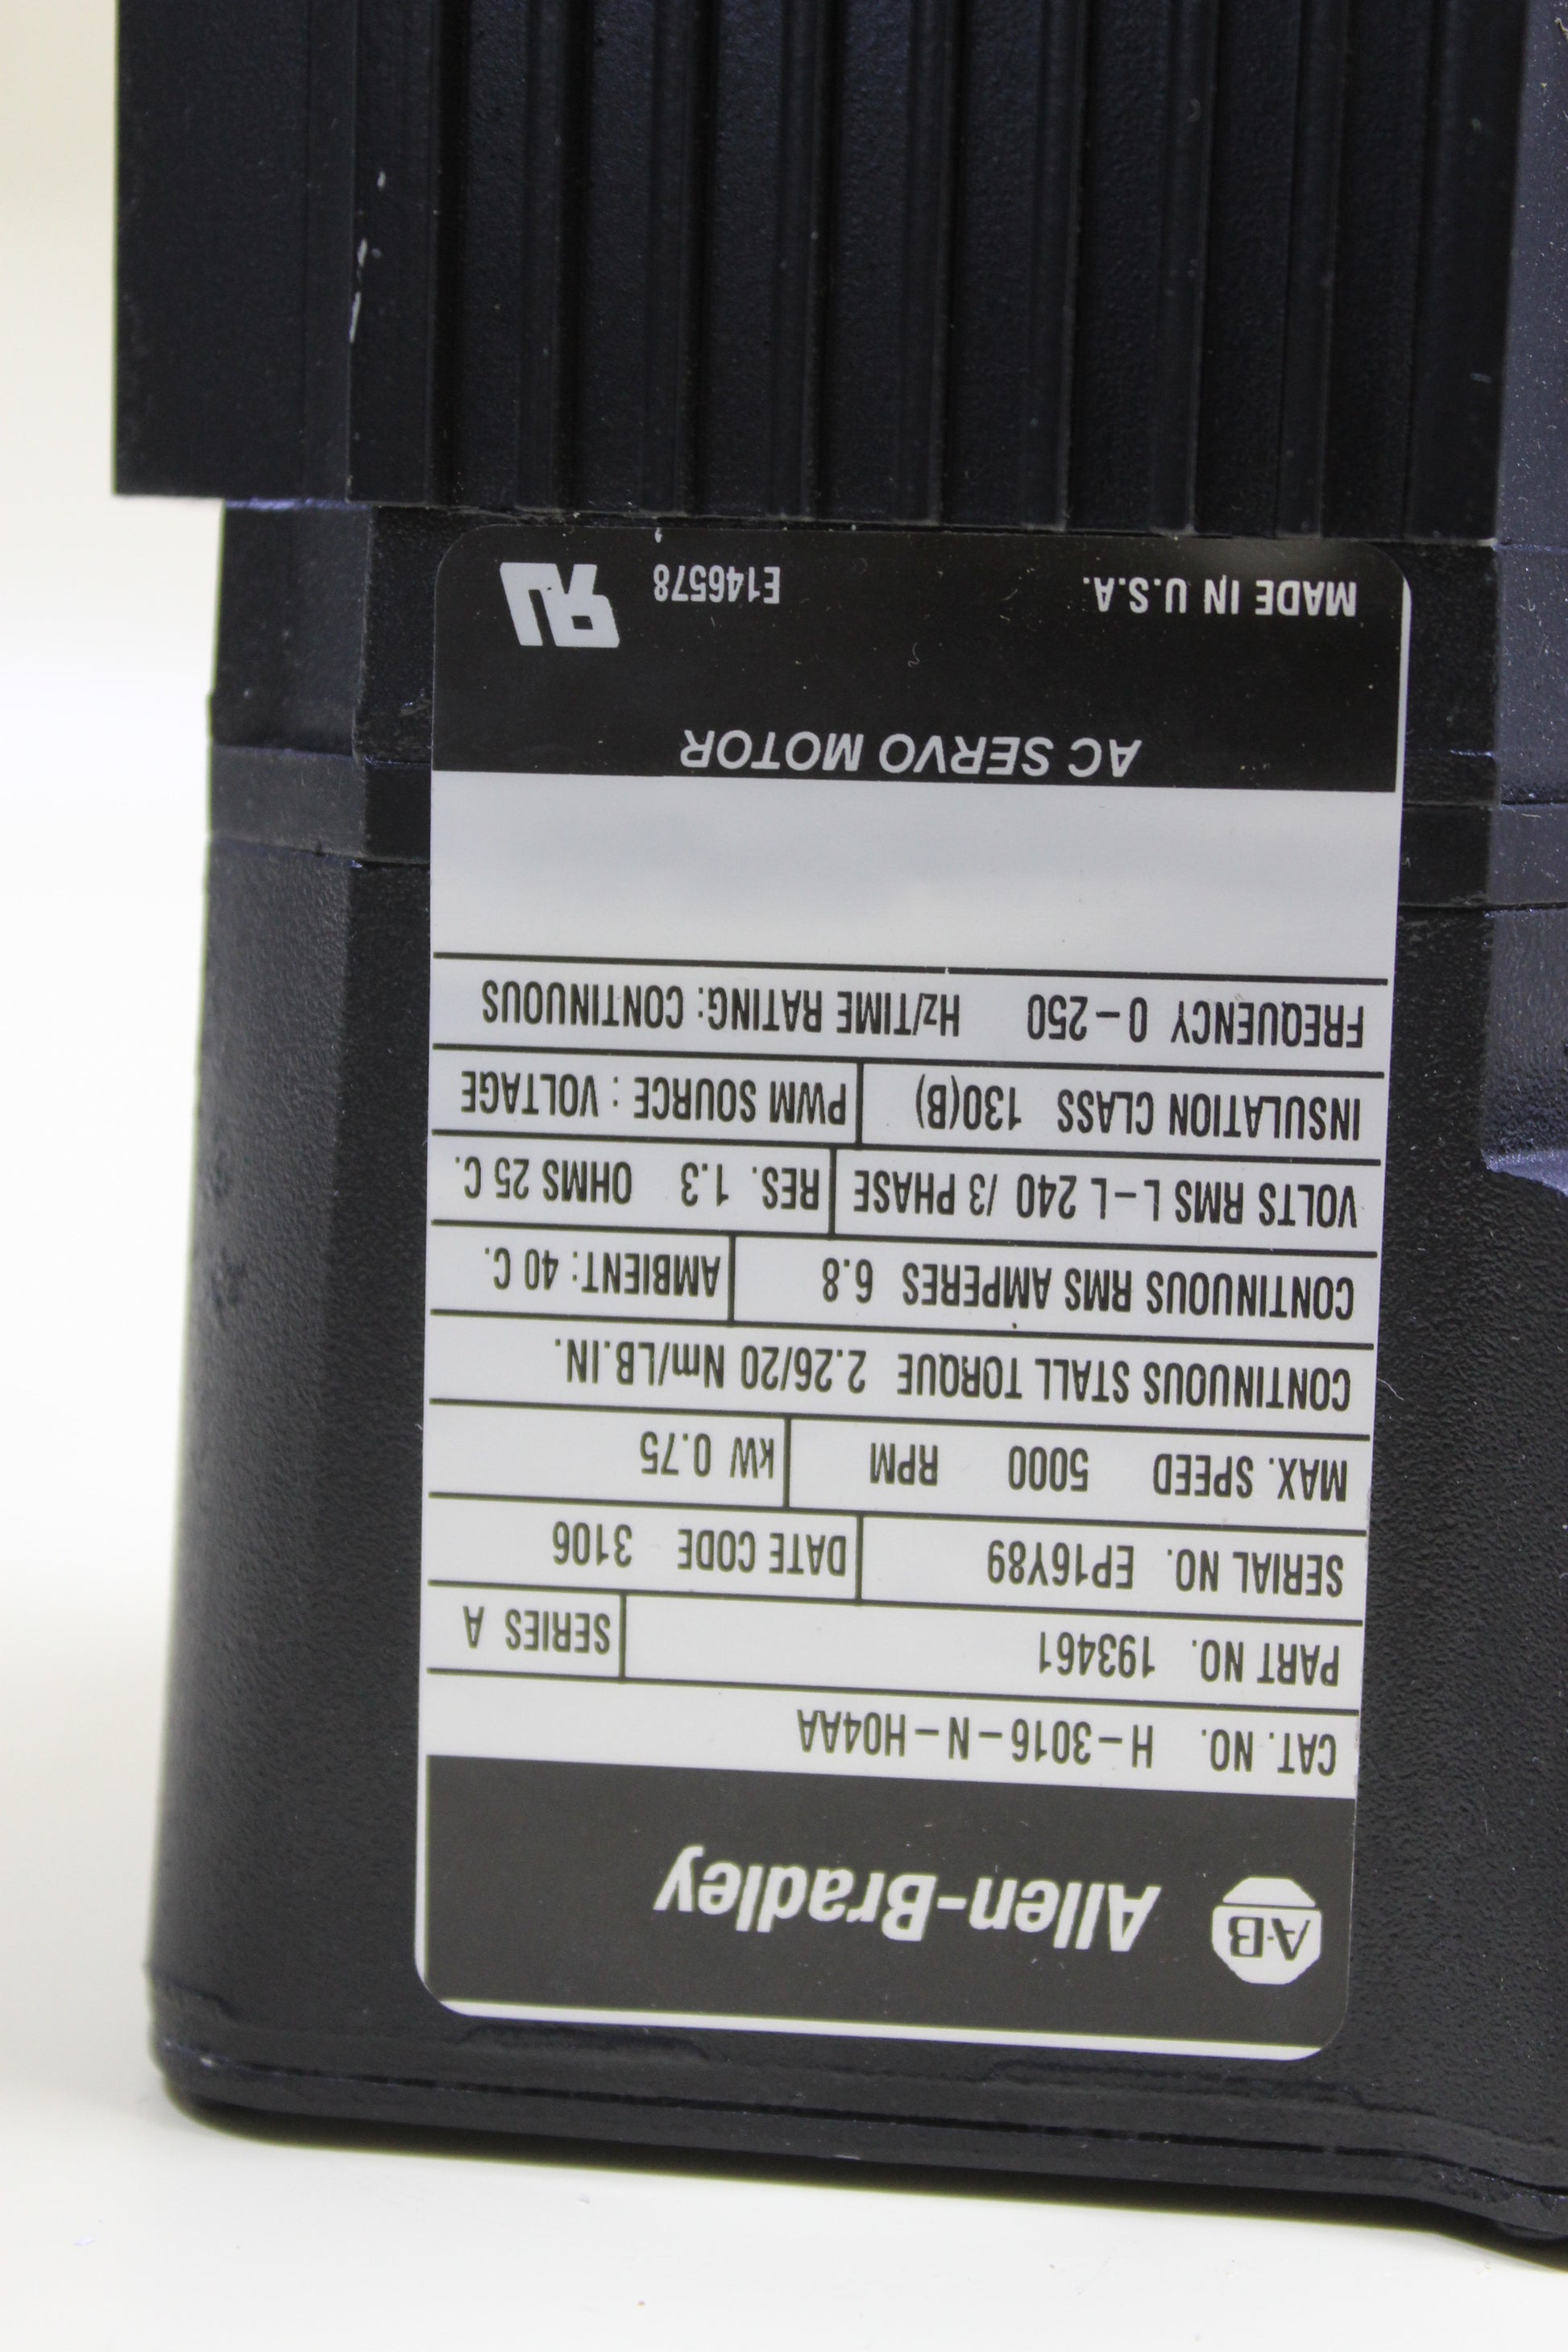 A-B Allen-Bradley
CAT. NO. H-3016-N-H04AA
PART NO. 193461 SERIES A
SERIAL NO. EP16Y89 DATE CODE 3106
MAX. SPEED 5000 RPM kW 0.75
CONTINUOUS STALL TORQUE 2.26/20 Nm/LB.IN.
CONTINUOUS RMS AMPERES 6.8 AMBIENT: 40 C.
VOLTS RMS L-L 240 /3 PHASE RES. 1.3 OHMS 25 C.
INSULATION CLASS 130(B) PWM SOURCE : VOLTAGE
FREQUENCY 0-250 Hz/TIME RATING: CONTINUOUS
AC SERVO MOTOR
MADE IN U.S.A. E146578 RU